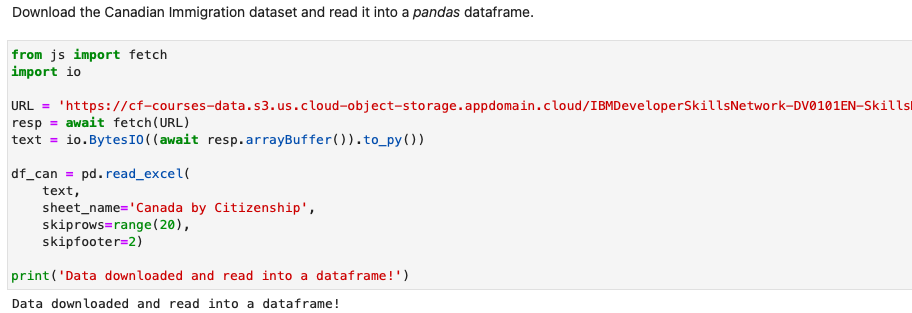 Download the Canadian Immigration dataset and read it into a pandas dataframe.
from js import fetch
import io
URL = 'https://cf-courses-data.s3.us.cloud-object-storage.appdomain.cloud/IBMDeveloperSkillsNetwork-DV0101EN-Skills
resp = await fetch(URL)
text = io.BytesIO((await resp.arrayBuffer()).to_py())
df_can = pd.read_excel(
    text,
    sheet_name='Canada by Citizenship',
    skiprows=range(20),
    skipfooter=2)
print('Data downloaded and read into a dataframe!')
Data downloaded and read into a dataframe!